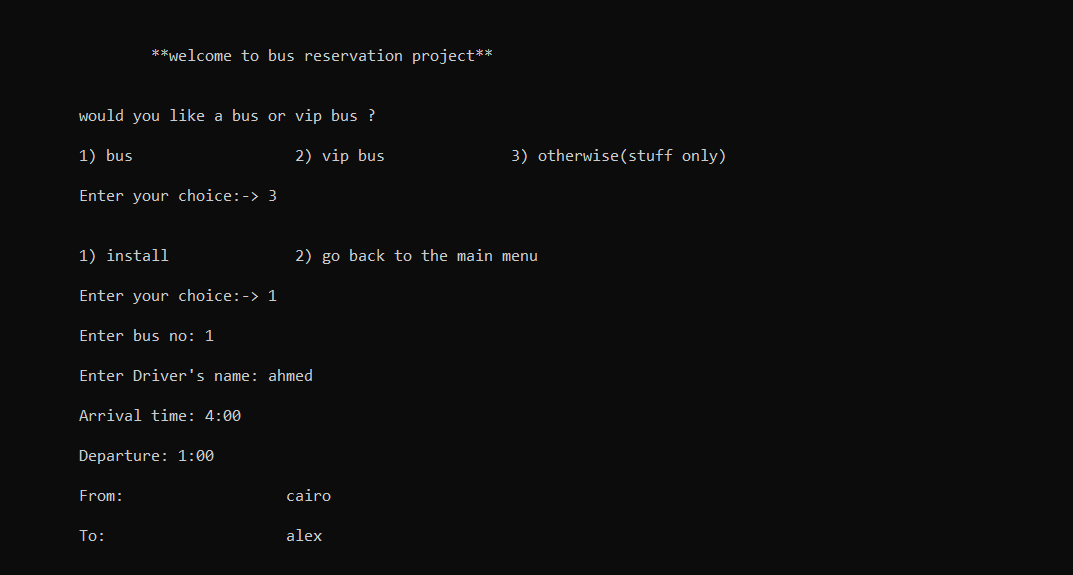 **welcome to bus reservation project**
would you like a bus or vip bus ?
1) bus 2) vip bus 3) otherwise(stuff only)
Enter your choice:-> 3
1) install 2) go back to the main menu
Enter your choice:-> 1
Enter bus no: 1
Enter Driver's name: ahmed
Arrival time: 4:00
Departure: 1:00
From: cairo
To: alex